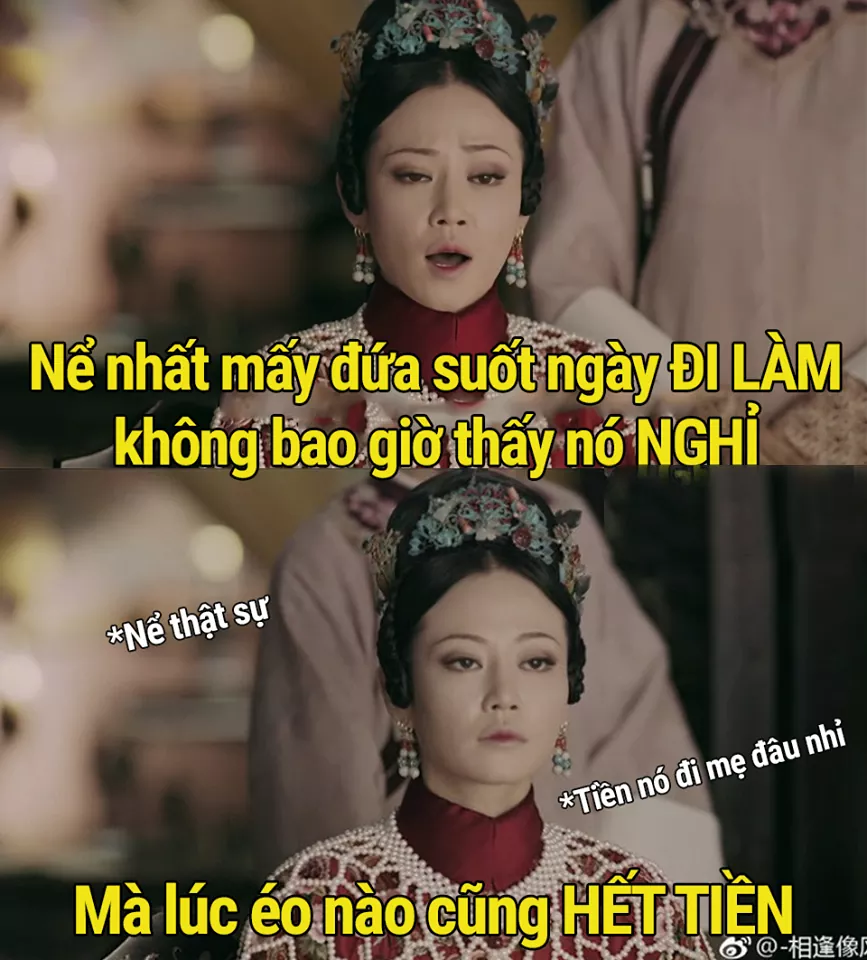 Nể nhất mấy đứa suốt ngày ĐI LÀM
không bao giờ thấy nó NGHỈ
*Nể thật sự
*Tiền nó đi mẹ đâu nhỉ
Mà lúc éo nào cũng HẾT TIỀN
@-相逢像